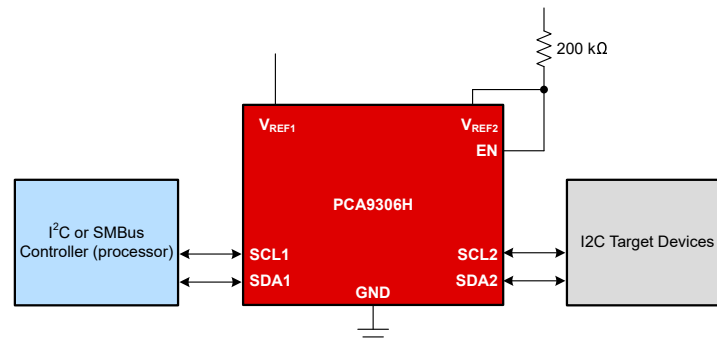 200 kΩ
VREF1
VREF2
EN
PCA9306H
I²C or SMBus
Controller (processor)
I2C Target Devices
SCL1
SCL2
SDA1
SDA2
GND